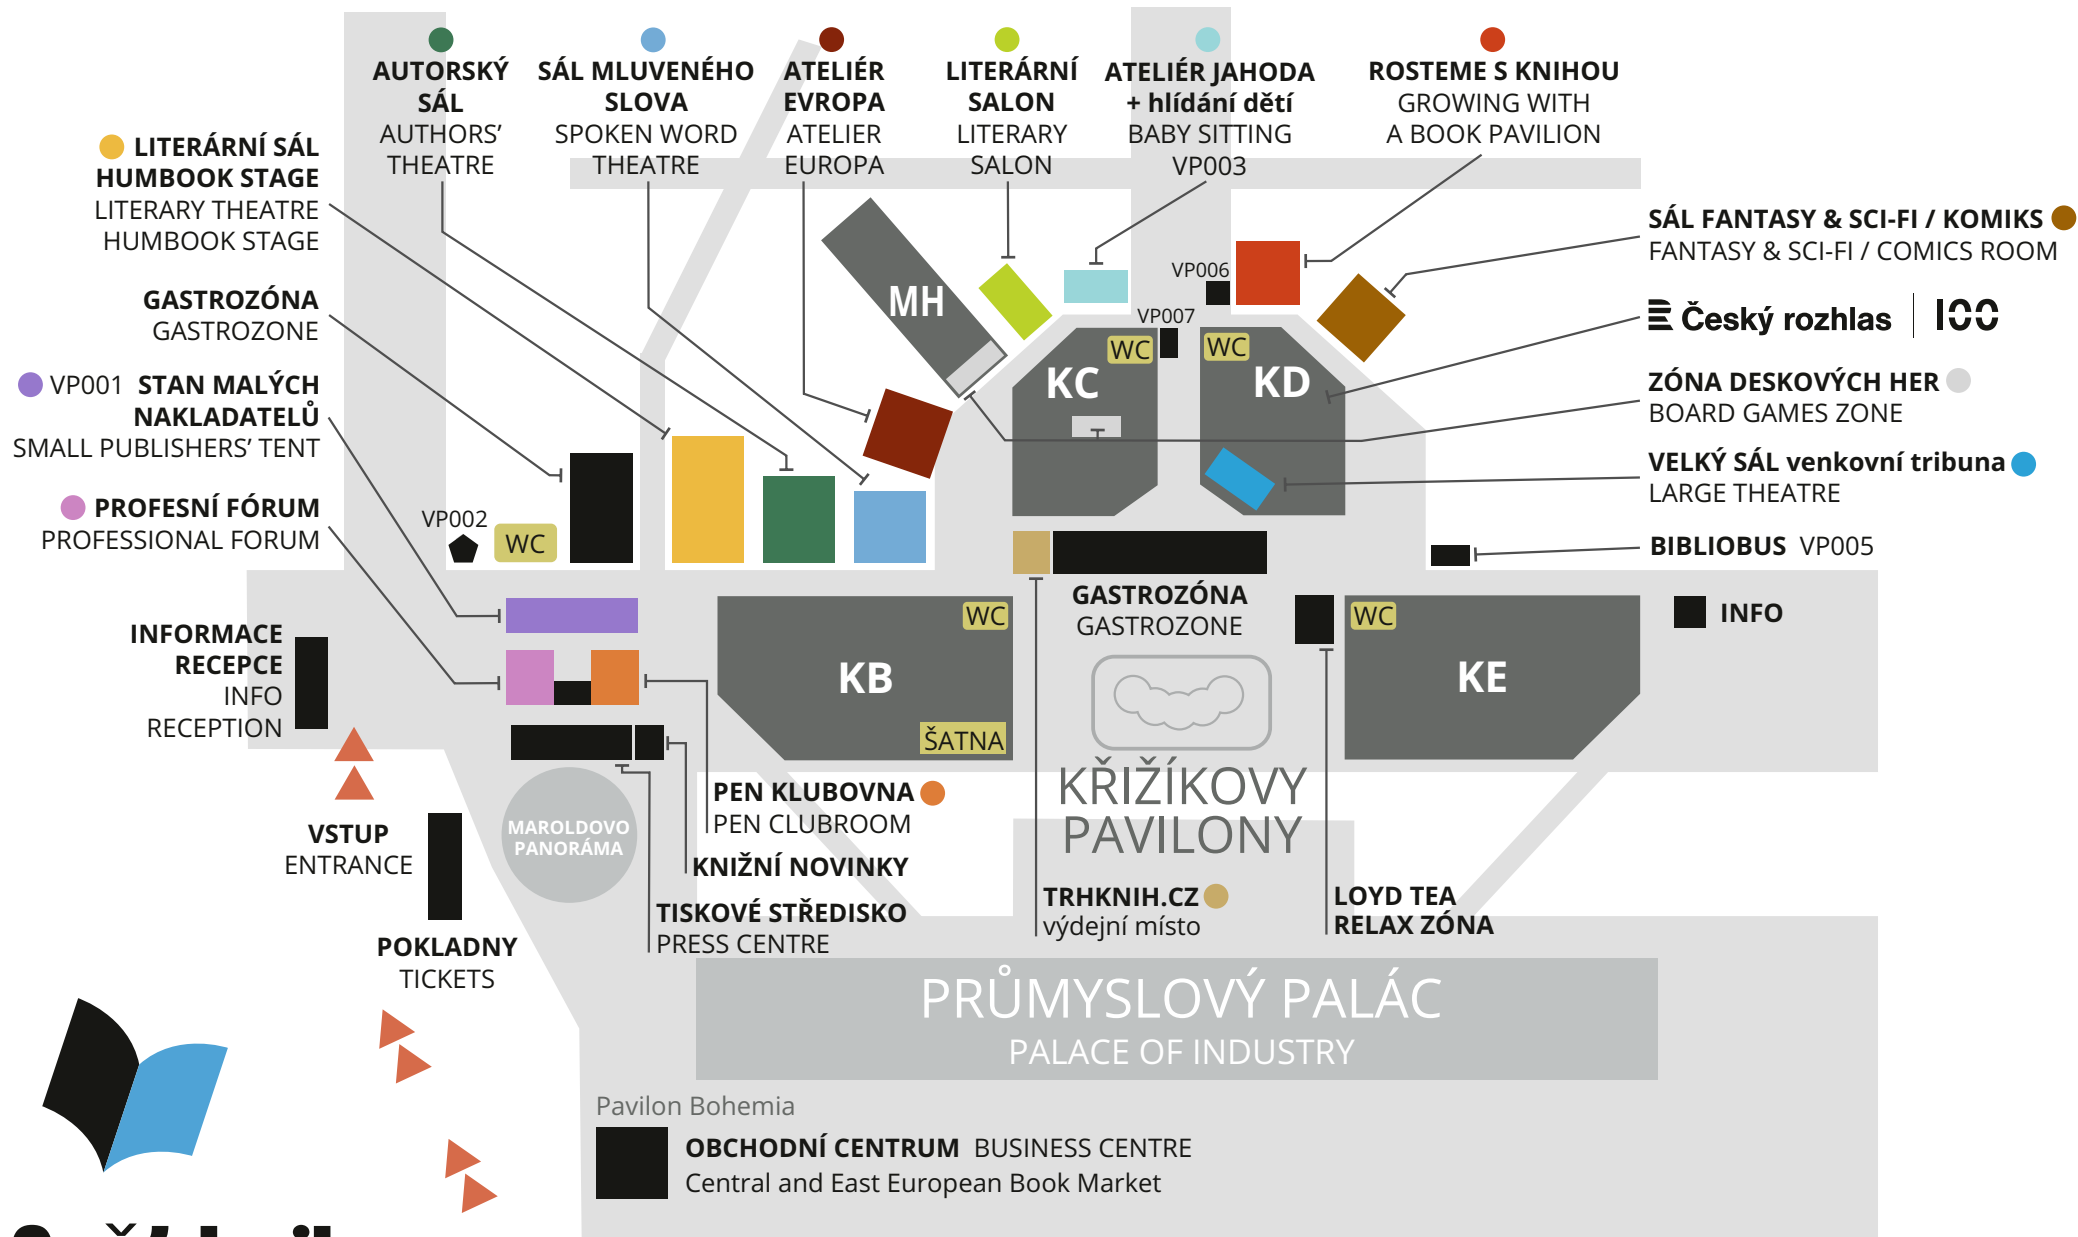 AUTORSKÝ
SÁL
AUTHORS'
THEATRE
SÁL MLUVENÉHO
SLOVA
SPOKEN WORD
THEATRE
ATELIÉR
EVROPA
ATELIER
EUROPA
LITERÁRNÍ
SALON
LITERARY
SALON
ATELIÉR JAHODA
+ hlídání dětí
BABY SITTING
VP003
ROSTEME S KNIHOU
GROWING WITH
A BOOK PAVILION
LITERÁRNÍ SÁL
HUMBOOK STAGE
LITERARY THEATRE
HUMBOOK STAGE
GASTROZÓNA
GASTROZONE
VP001 STAN MALÝCH
NAKLADATELŮ
SMALL PUBLISHERS' TENT
PROFESNÍ FÓRUM
PROFESSIONAL FORUM
INFORMACE
RECEPCE
INFO
RECEPTION
VP002
WC
MH
VP006
VP007
KC
WC
WC
KD
SÁL FANTASY & SCI-FI / KOMIKS
FANTASY & SCI-FI / COMICS ROOM
Český rozhlas 100
ZÓNA DESKOVÝCH HER
BOARD GAMES ZONE
VELKÝ SÁL venkovní tribuna
LARGE THEATRE
BIBLIOBUS VP005
INFO
GASTROZÓNA
GASTROZONE
KB
WC
ŠATNA
WC
KE
KŘIŽÍKOVY
PAVILONY
MAROLDOVO
PANORÁMA
VSTUP
ENTRANCE
POKLADNY
TICKETS
PEN KLUBOVNA
PEN CLUBROOM
KNIŽNÍ NOVINKY
TISKOVÉ STŘEDISKO
PRESS CENTRE
TRHKNIH.CZ
výdejní místo
LOYD TEA
RELAX ZÓNA
PRŮMYSLOVÝ PALÁC
PALACE OF INDUSTRY
Pavilon Bohemia
OBCHODNÍ CENTRUM BUSINESS CENTRE
Central and East European Book Market